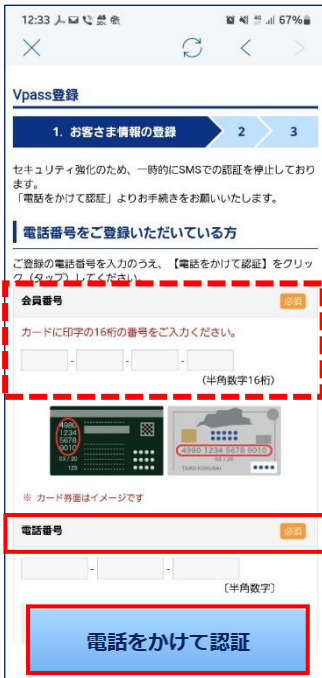 12:33
67%
Vpass登録
1. お客さま情報の登録
2
3
セキュリティ強化のため、一時的にSMSでの認証を停止しており
ます。
「電話をかけて認証」よりお手続きをお願いいたします。
電話番号をご登録いただいている方
ご登録の電話番号を入力のうえ、【電話をかけて認証】をクリッ
ク（タップ）してください。
会員番号
必須
カードに印字の16桁の番号をご入力ください。
- - -
(半角数字16桁)
4980
1234
5678
9010
03 / 20
123
4980 1234 5678 9010
03 / 20
TARO KOKUSAI
※ カード券面はイメージです
電話番号
必須
- -
〔半角数字〕
電話をかけて認証